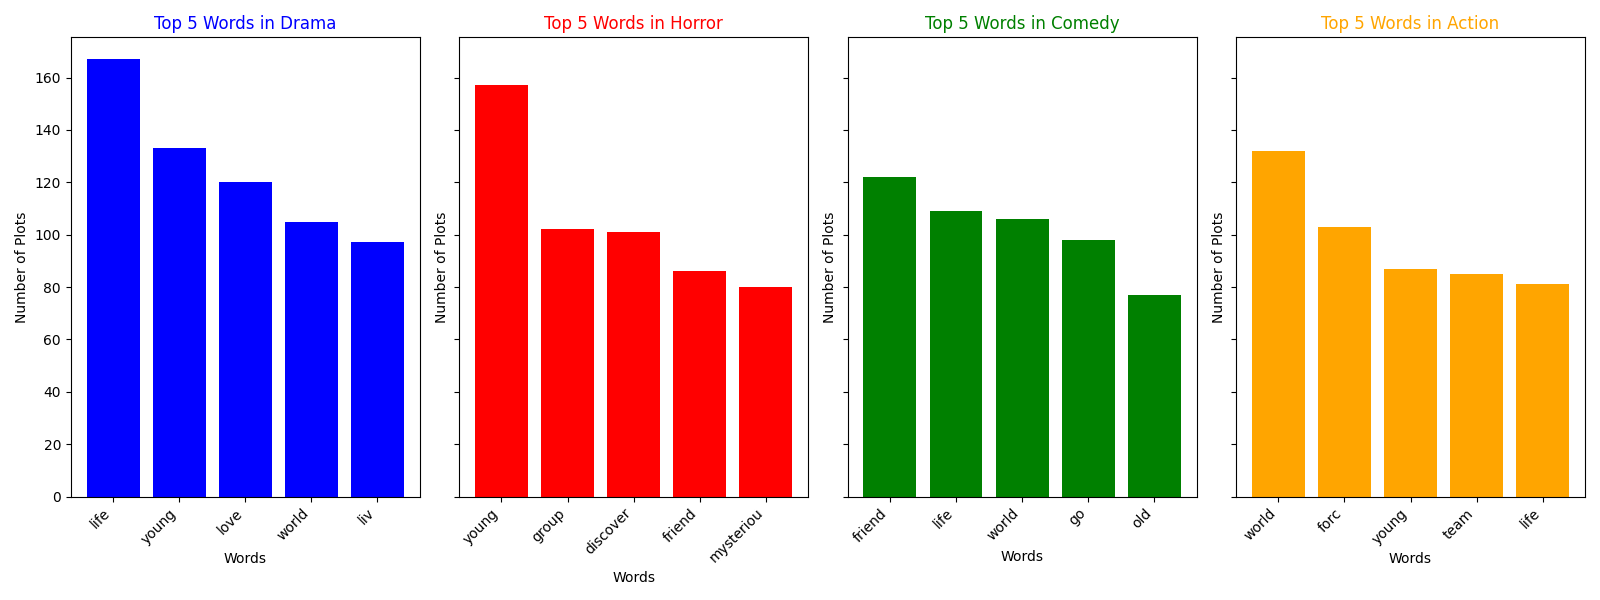 Top 5 Words in Drama
Number of Plots
160
140
120
100
80
60
40
20
0
life
young
love
world
liv
Words
Top 5 Words in Horror
Number of Plots
young
group
discover
friend
mysteriou
Words
Top 5 Words in Comedy
Number of Plots
friend
life
world
go
old
Words
Top 5 Words in Action
Number of Plots
world
forc
young
team
life
Words